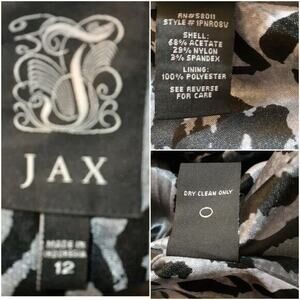 J
JAX
MADE IN
INDONESIA
12
RN#58011
STYLE# 1PNR08V
SHELL:
68% ACETATE
29% NYLON
3% SPANDEX
LINING:
100% POLYESTER
SEE REVERSE
FOR CARE
DRY CLEAN ONLY